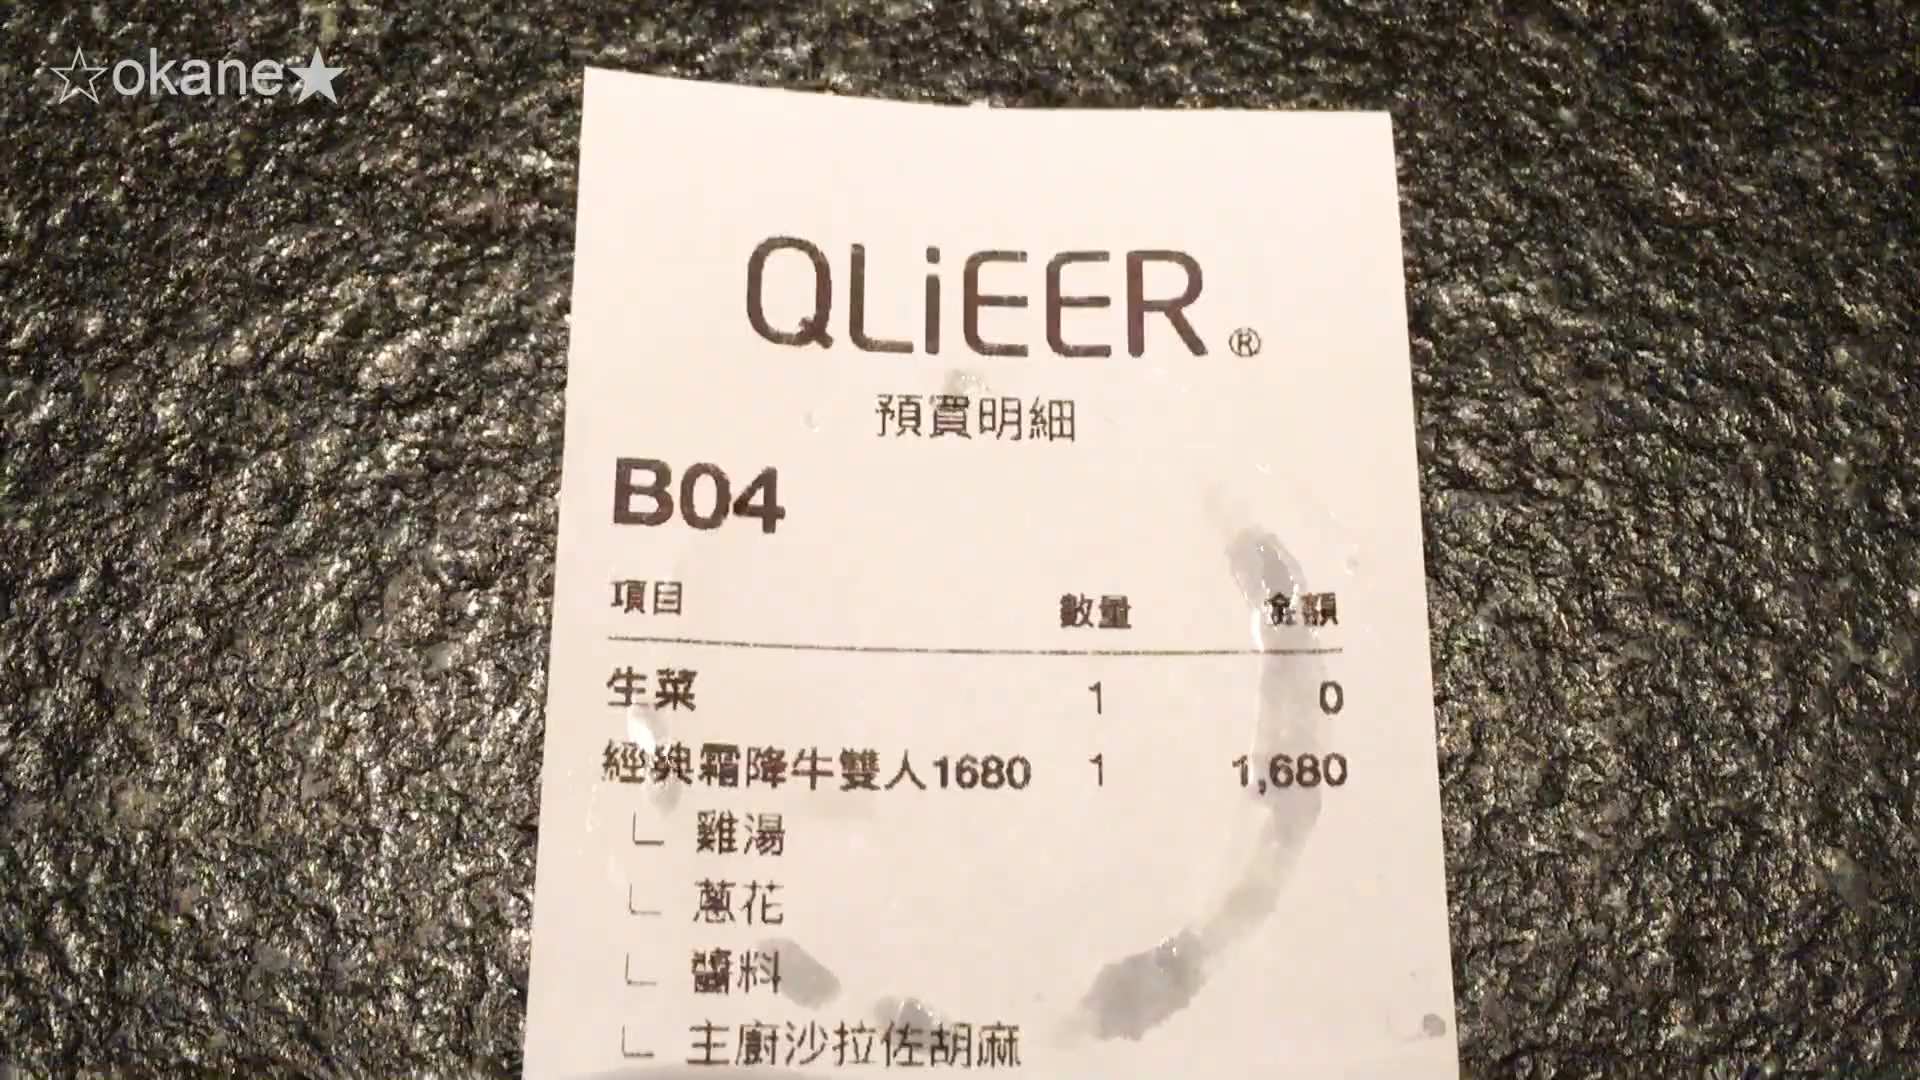 ☆okane★
QLiEER®
預買明細
B04
項目 數量 金額
生菜 1 0
經典霜降牛雙人1680 1 1,680
└ 雞湯
└ 蔥花
└ 醬料
└ 主廚沙拉佐胡麻